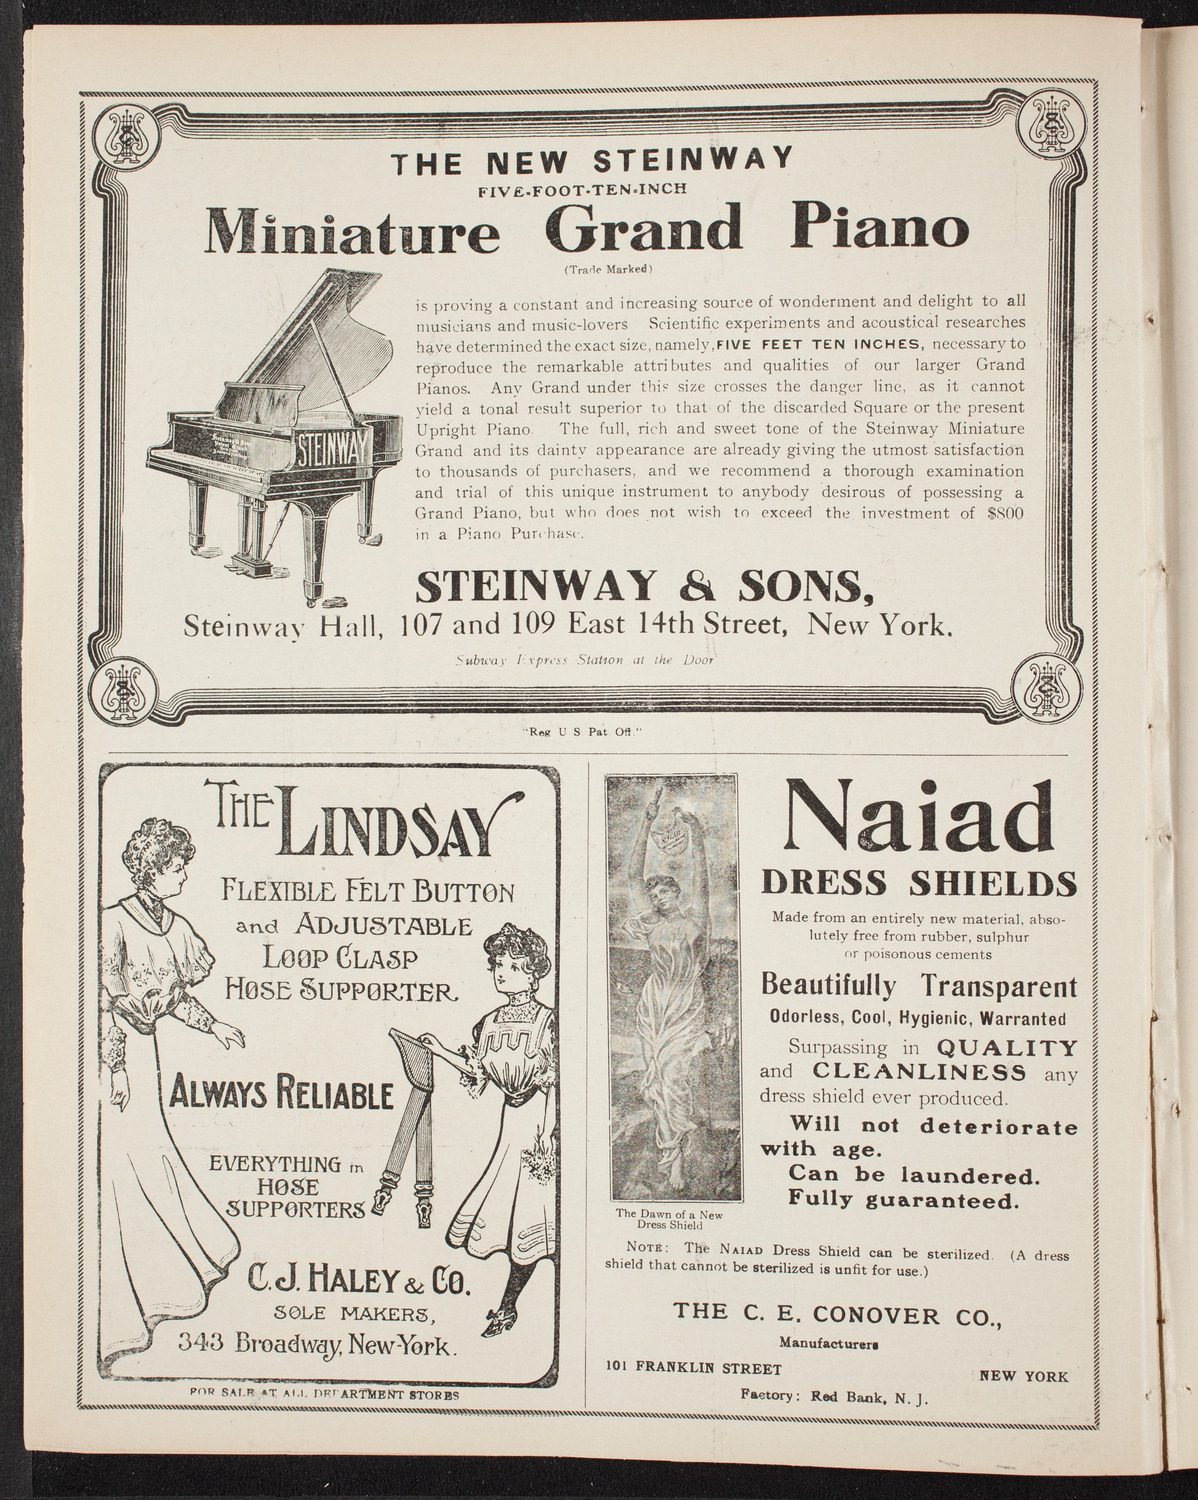 THE NEW STEINWAY
FIVE-FOOT-TEN-INCH
Miniature Grand Piano
(Trade Marked)
is proving a constant and increasing source of wonderment and delight to all
musicians and music-lovers Scientific experiments and acoustical researches
have determined the exact size, namely, FIVE FEET TEN INCHES, necessary to
reproduce the remarkable attributes and qualities of our larger Grand
Pianos. Any Grand under this size crosses the danger line, as it cannot
yield a tonal result superior to that of the discarded Square or the present
Upright Piano. The full, rich and sweet tone of the Steinway Miniature
Grand and its dainty appearance are already giving the utmost satisfaction
to thousands of purchasers, and we recommend a thorough examination
and trial of this unique instrument to anybody desirous of possessing a
Grand Piano, but who does not wish to exceed the investment of $800
in a Piano Purchase.
STEINWAY
STEINWAY & SONS,
Steinway Hall, 107 and 109 East 14th Street, New York.
Subway Express Station at the Door
"Reg U S Pat Off."
THE LINDSAY
FLEXIBLE FELT BUTTON
and ADJUSTABLE
LOOP CLASP
HOSE SUPPORTER.
ALWAYS RELIABLE
EVERYTHING in
HOSE
SUPPORTERS
C. J. HALEY & CO.
SOLE MAKERS,
343 Broadway, New-York.
FOR SALE AT ALL DEPARTMENT STORES
Naiad
DRESS SHIELDS
Made from an entirely new material, abso-
lutely free from rubber, sulphur
or poisonous cements
Beautifully Transparent
Odorless, Cool, Hygienic, Warranted
Surpassing in QUALITY
and CLEANLINESS any
dress shield ever produced.
Will not deteriorate
with age.
Can be laundered.
Fully guaranteed.
The Dawn of a New
Dress Shield
NOTE: The NAIAD Dress Shield can be sterilized. (A dress
shield that cannot be sterilized is unfit for use.)
THE C. E. CONOVER CO.,
Manufacturers
101 FRANKLIN STREET NEW YORK
Factory: Red Bank, N. J.